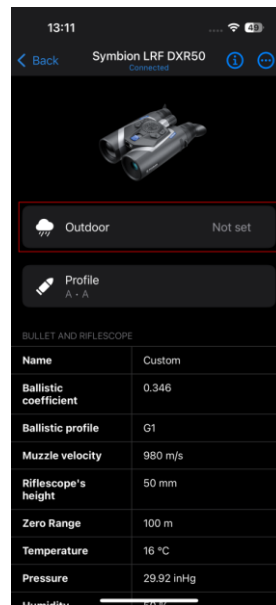 13:11
49
Back
Symbion LRF DXR50
Connected
Outdoor
Not set
Profile
A - A
BULLET AND RIFLESCOPE
Name
Custom
Ballistic
coefficient
0.346
Ballistic profile
G1
Muzzle velocity
980 m/s
Riflescope's
height
50 mm
Zero Range
100 m
Temperature
16 °C
Pressure
29.92 inHg
Humidity
50 %